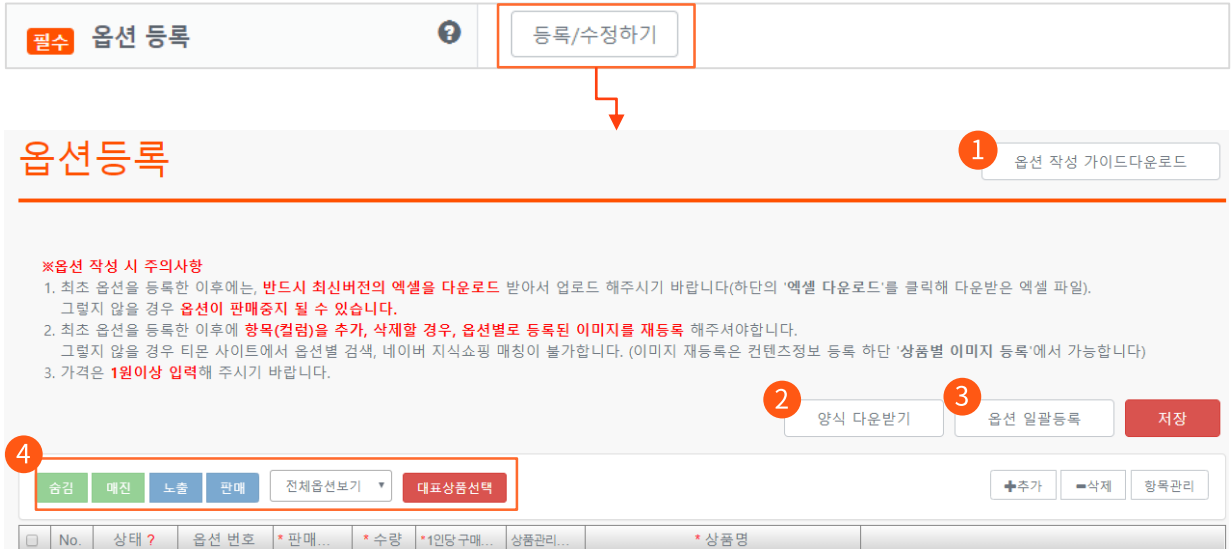 필수 옵션 등록 ? 등록/수정하기
옵션등록
1 옵션 작성 가이드다운로드
※옵션 작성 시 주의사항
1. 최초 옵션을 등록한 이후에는, 반드시 최신버전의 엑셀을 다운로드 받아서 업로드 해주시기 바랍니다(하단의 '엑셀 다운로드'를 클릭해 다운받은 엑셀 파일).
그렇지 않을 경우 옵션이 판매중지 될 수 있습니다.
2. 최초 옵션을 등록한 이후에 항목(컬럼)을 추가, 삭제할 경우, 옵션별로 등록된 이미지를 재등록 해주셔야합니다.
그렇지 않을 경우 티몬 사이트에서 옵션별 검색, 네이버 지식쇼핑 매칭이 불가합니다. (이미지 재등록은 컨텐츠정보 등록 하단 '상품별 이미지 등록'에서 가능합니다)
3. 가격은 1원이상 입력해 주시기 바랍니다.
2 양식 다운받기 3 옵션 일괄등록 저장
4
숨김 매진 노출 판매 전체옵션보기 ▼ 대표상품선택 +추가 -삭제 항목관리
No. 상태 ? 옵션 번호 * 판매... * 수량 *1인당 구매... 상품관리... * 상품명